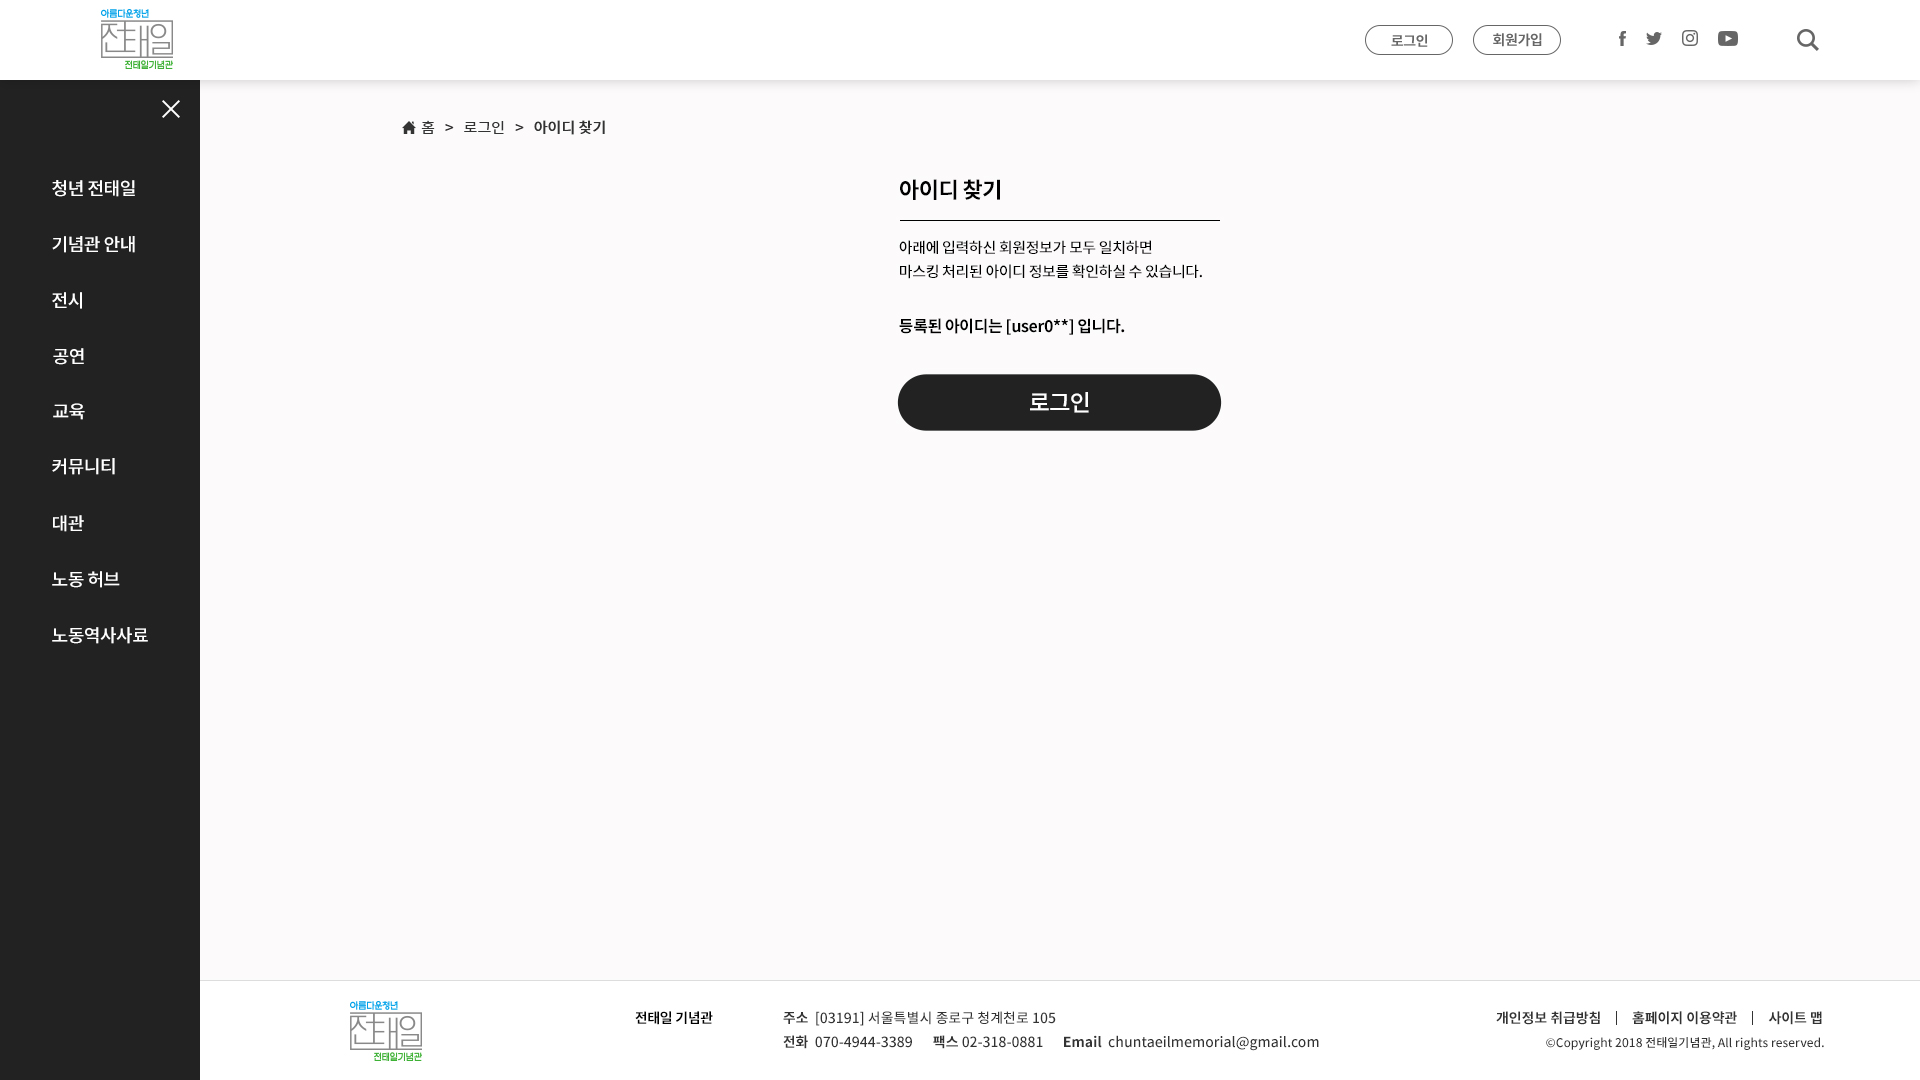 아름다운청년
전태일
전태일기념관
로그인
회원가입
홈 > 로그인 > 아이디 찾기
청년 전태일
기념관 안내
전시
공연
교육
커뮤니티
대관
노동 허브
노동역사사료
아이디 찾기
아래에 입력하신 회원정보가 모두 일치하면
마스킹 처리된 아이디 정보를 확인하실 수 있습니다.
등록된 아이디는 [user0**] 입니다.
로그인
아름다운청년
전태일
전태일기념관
전태일 기념관
주소 [03191] 서울특별시 종로구 청계천로 105
전화 070-4944-3389 팩스 02-318-0881 Email chuntaeilmemorial@gmail.com
개인정보 취급방침 | 홈페이지 이용약관 | 사이트 맵
©Copyright 2018 전태일기념관, All rights reserved.